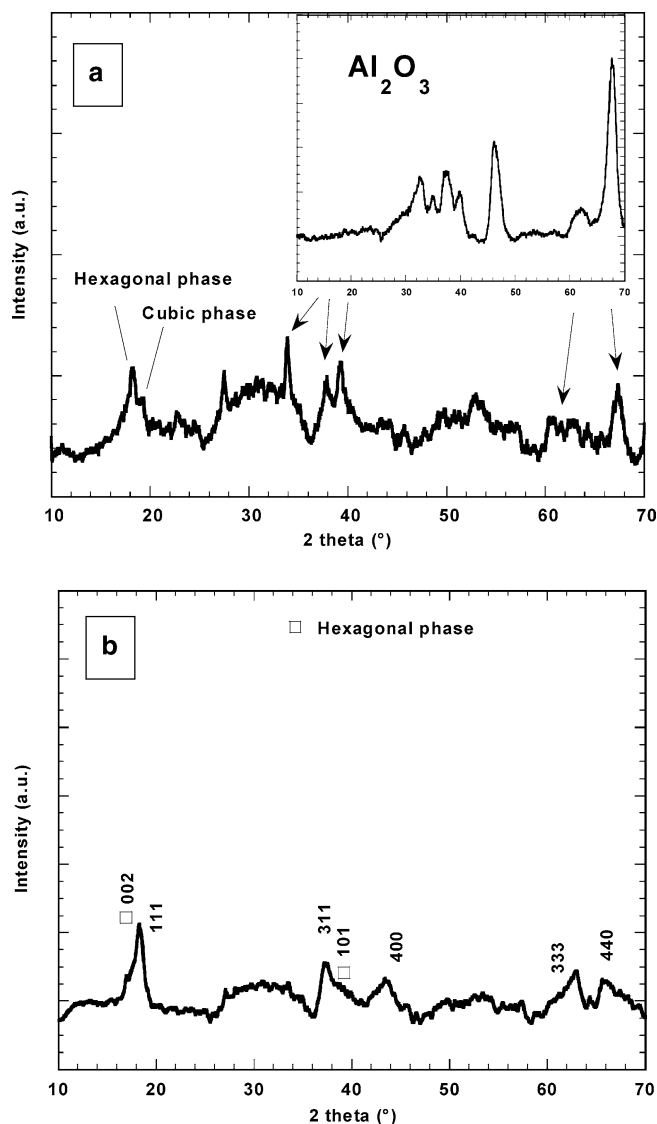 a
Al2O3
10 20 30 40 50 60 70
Hexagonal phase
Cubic phase
Intensity (a.u.)
10 20 30 40 50 60 70
2 theta (°)
b
Hexagonal phase
Intensity (a.u.)
002
111
311
101
400
333
440
10 20 30 40 50 60 70
2 theta (°)